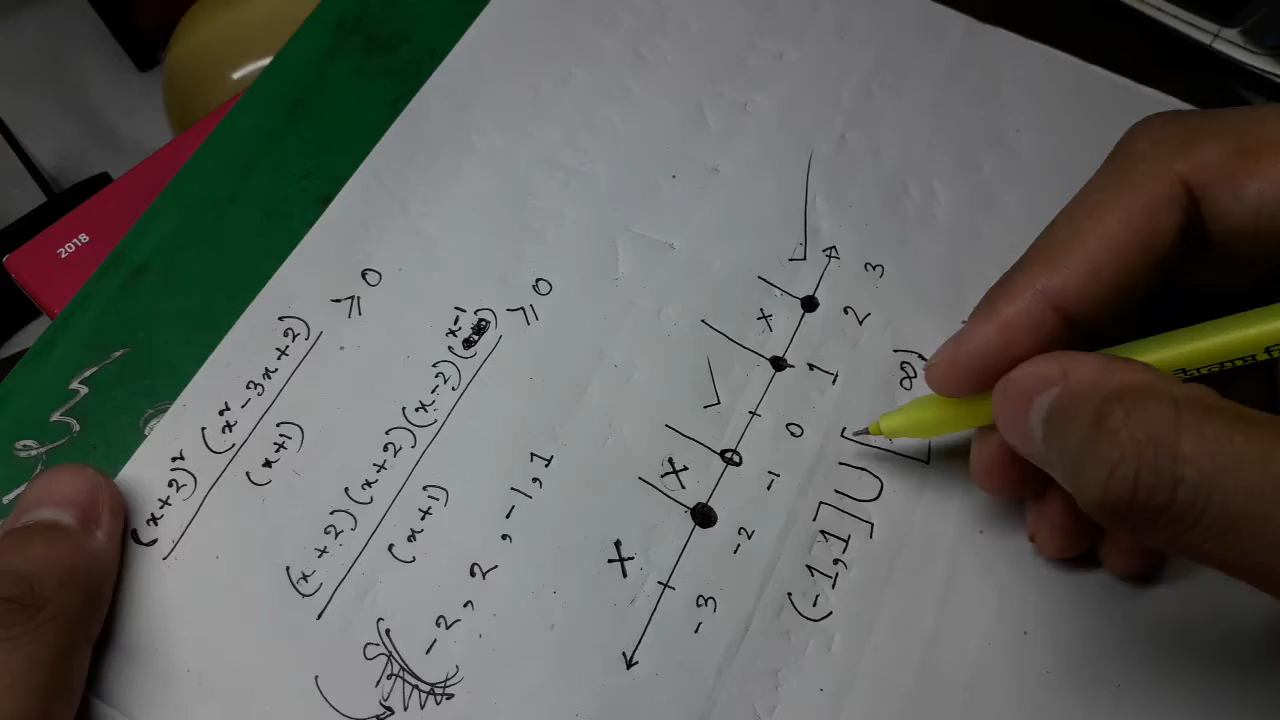 2018
(x+2)² (x²-3x+2)
(x+1)
≥ 0
(x+2)(x+2)(x-2)(x-1)
(x+1)
≥ 0
-2, 2, -1, 1
x x ✓ x ✓
-3 -2 -1 0 1 2 3
(-1,1] ∪ [ ∞)